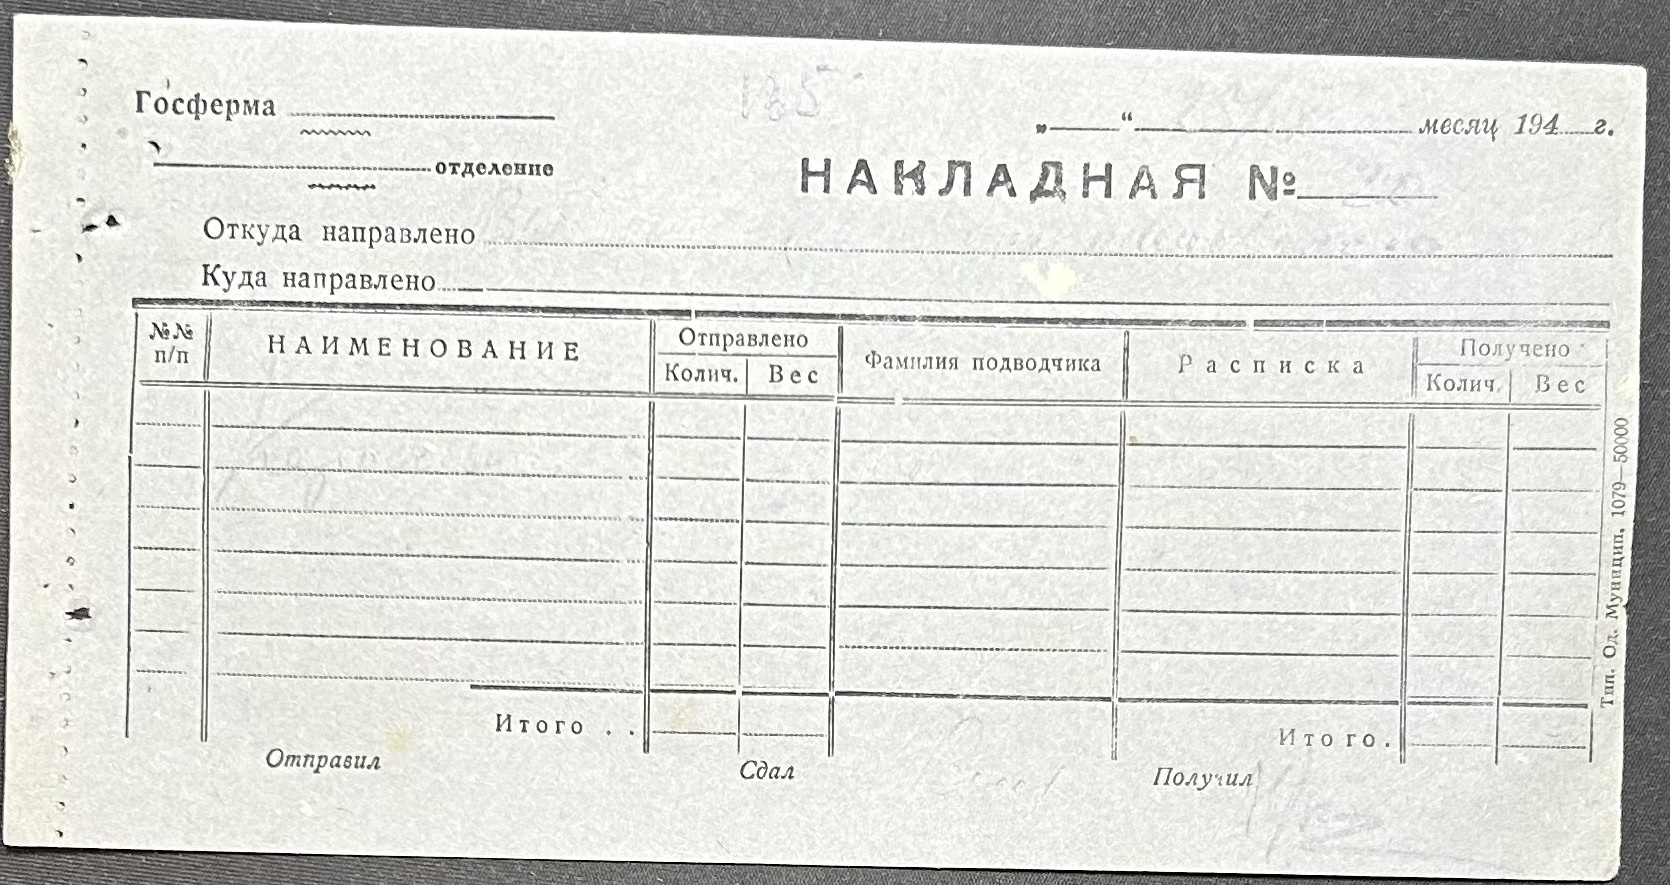 Госферма
„ “ месяц 194 г.
отделение
НАКЛАДНАЯ №
Откуда направлено
Куда направлено
№№ п/п
НАИМЕНОВАНИЕ
Отправлено
Колич. Вес
Фамилия подводчика
Расписка
Получено
Колич. Вес
Итого . .
Итого.
Отправил
Сдал
Получил
Тип. Од. Муницип. 1079—50000